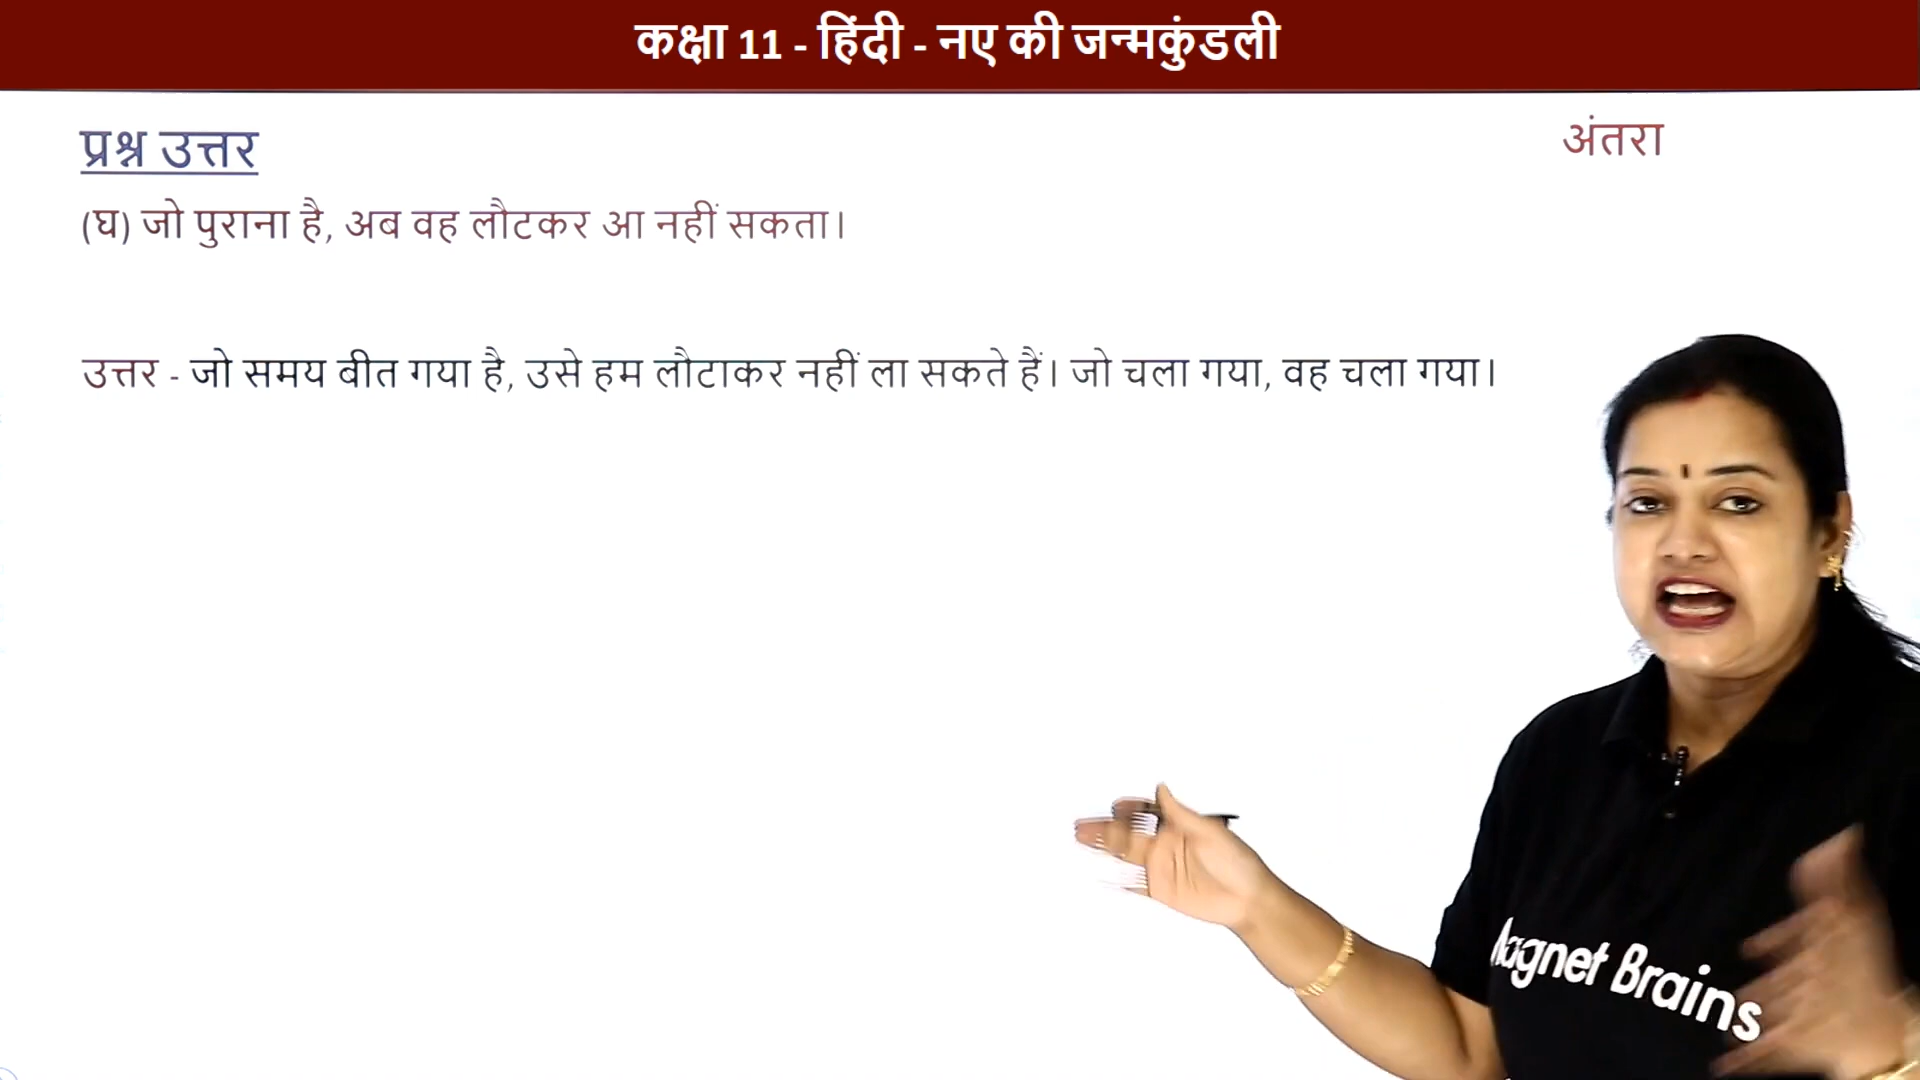 कक्षा 11 - हिंदी - नए की जन्मकुंडली
प्रश्न उत्तर
अंतरा
(घ) जो पुराना है, अब वह लौटकर आ नहीं सकता।
उत्तर - जो समय बीत गया है, उसे हम लौटाकर नहीं ला सकते हैं। जो चला गया, वह चला गया।
Magnet Brains